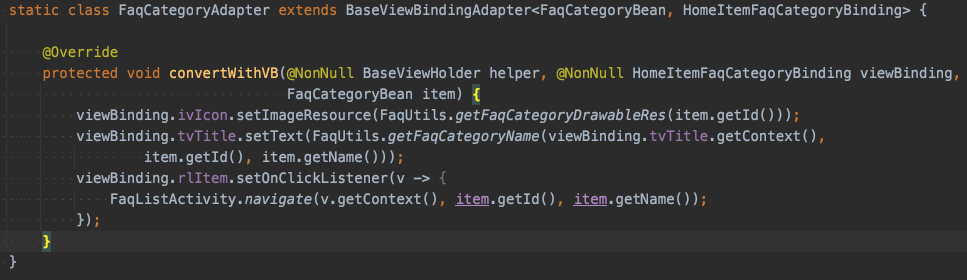 static class FaqCategoryAdapter extends BaseViewBindingAdapter<FaqCategoryBean, HomeItemFaqCategoryBinding> {
@Override
protected void convertWithVB(@NonNull BaseViewHolder helper, @NonNull HomeItemFaqCategoryBinding viewBinding,
FaqCategoryBean item) {
viewBinding.ivIcon.setImageResource(FaqUtils.getFaqCategoryDrawableRes(item.getId()));
viewBinding.tvTitle.setText(FaqUtils.getFaqCategoryName(viewBinding.tvTitle.getContext(),
item.getId(), item.getName()));
viewBinding.rlItem.setOnClickListener(v -> {
FaqListActivity.navigate(v.getContext(), item.getId(), item.getName());
});
}
}